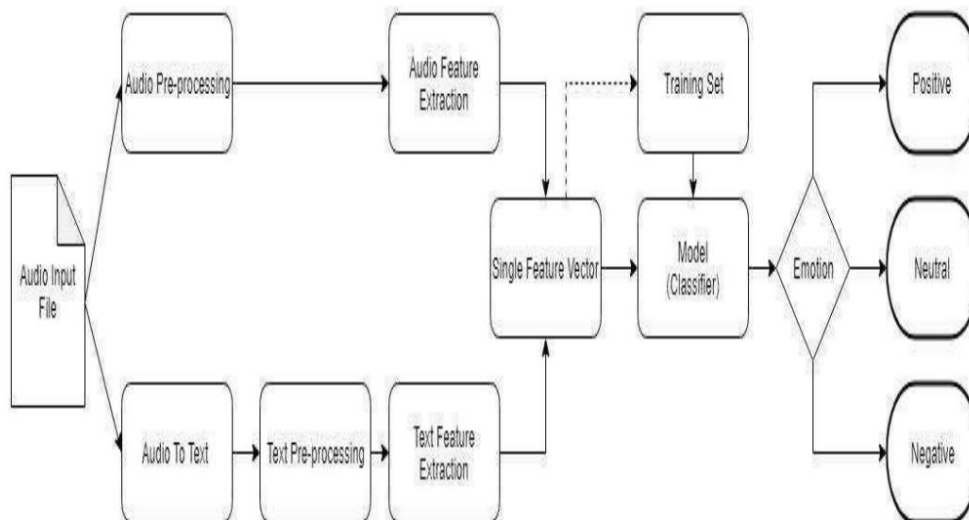 Audio Pre-processing
Audio Feature
Extraction
Training Set
Positive
Audio Input
File
Single Feature Vector
Model
(Classifier)
Emotion
Neutral
Audio To Text
Text Pre-processing
Text Feature
Extraction
Negative